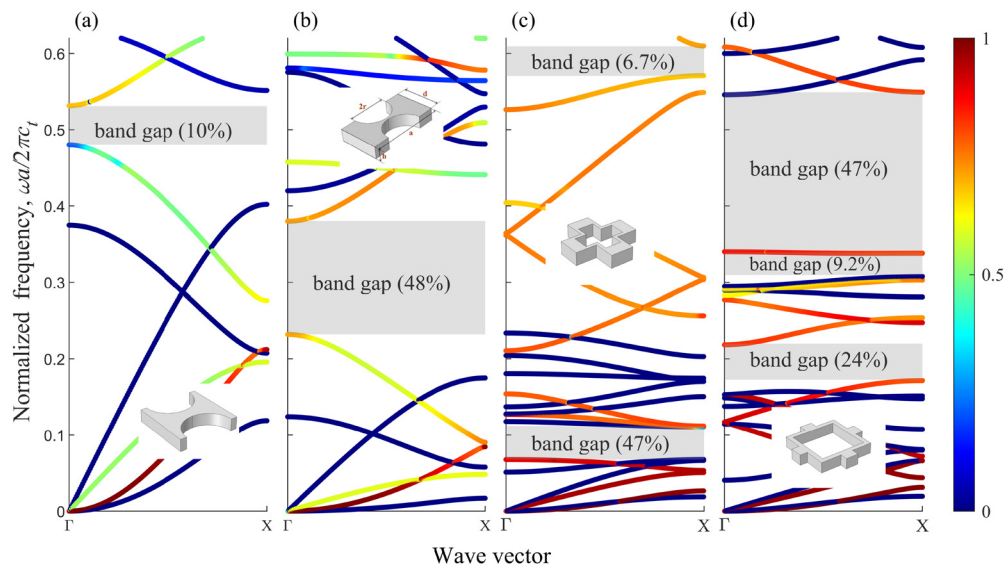 (a) (b) (c) (d)
Normalized frequency, ωa/2πc_t
0.6
0.5
0.4
0.3
0.2
0.1
0
band gap (10%)
Γ X
2r
d
a
h
band gap (48%)
Γ X
band gap (6.7%)
band gap (47%)
Γ X
band gap (47%)
band gap (9.2%)
band gap (24%)
Γ X
1
0.5
0
Wave vector